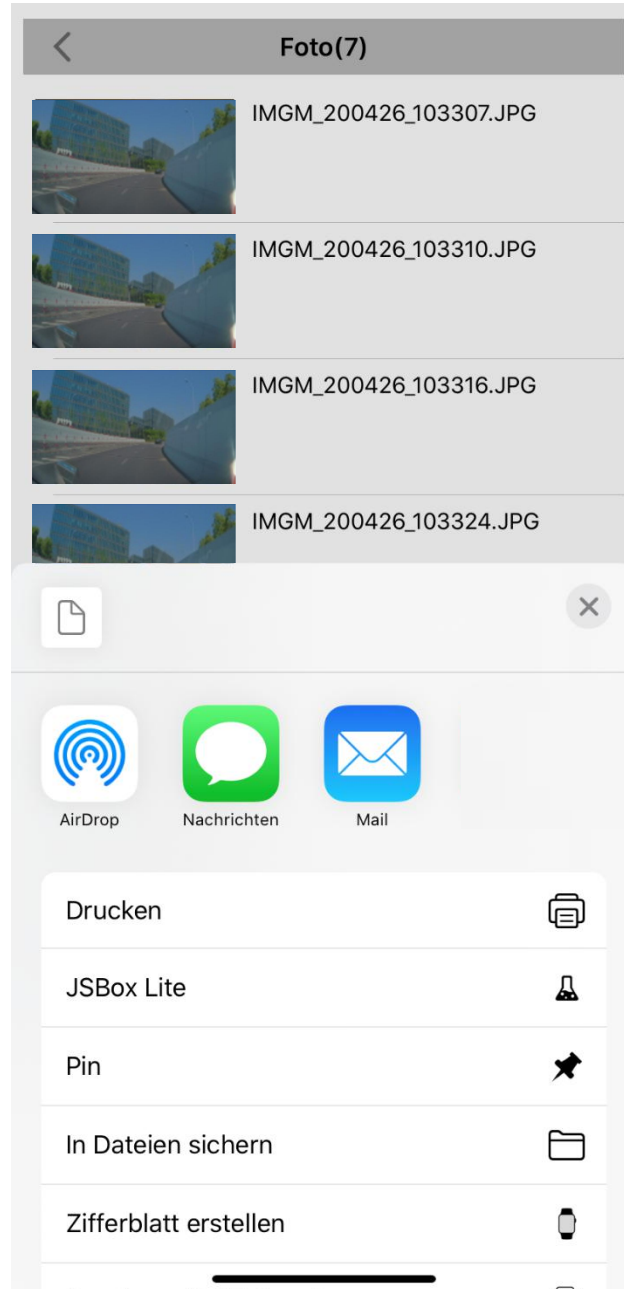 Foto(7)
IMGM_200426_103307.JPG
IMGM_200426_103310.JPG
IMGM_200426_103316.JPG
IMGM_200426_103324.JPG
AirDrop
Nachrichten
Mail
Drucken
JSBox Lite
Pin
In Dateien sichern
Zifferblatt erstellen